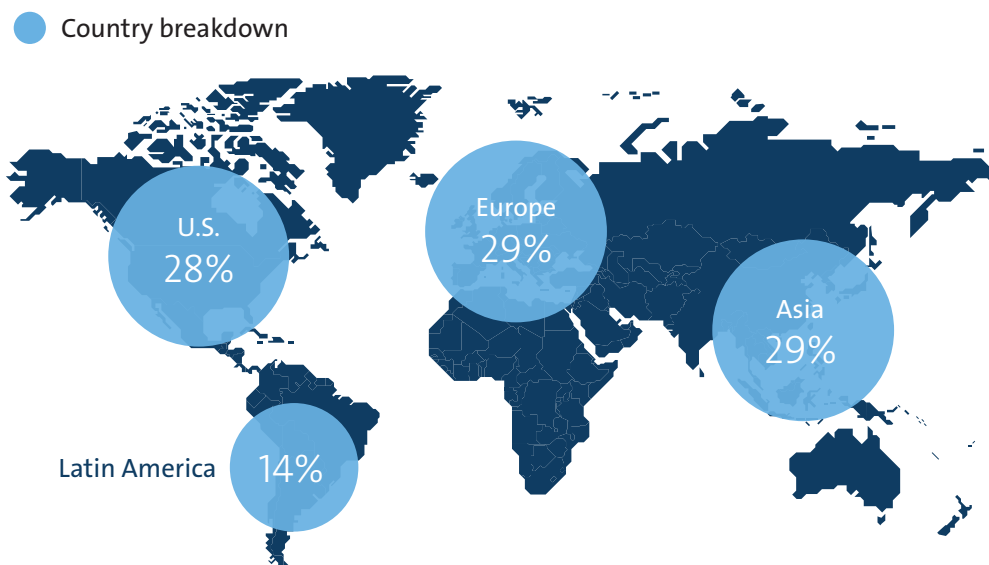 Country breakdown
U.S.
28%
Europe
29%
Asia
29%
Latin America
14%